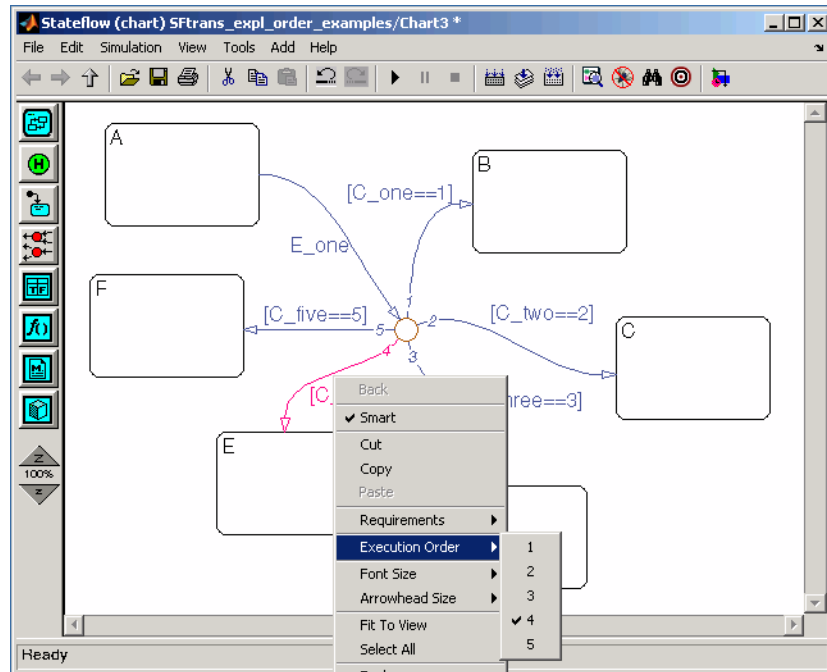 Stateflow (chart) SFtrans_expl_order_examples/Chart3 *
File Edit Simulation View Tools Add Help
A
B
[C_one==1]
E_one
F
[C_five==5]
[C_two==2]
C
1
2
3
4
5
[C_
hree==3]
E
Back
Smart
Cut
Copy
Paste
Requirements
Execution Order
Font Size
Arrowhead Size
Fit To View
Select All
1
2
3
4
5
H
T F
f()
M
Z
100%
z
Ready